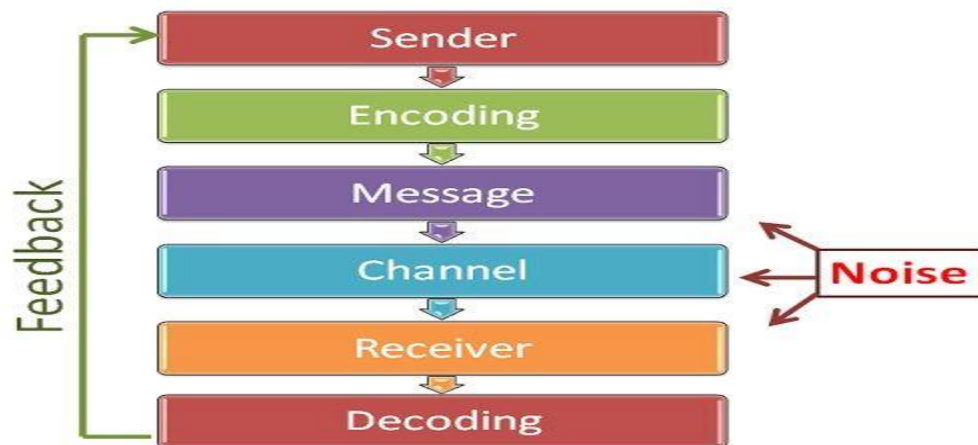 Sender
Encoding
Message
Channel
Receiver
Decoding
Feedback
Noise